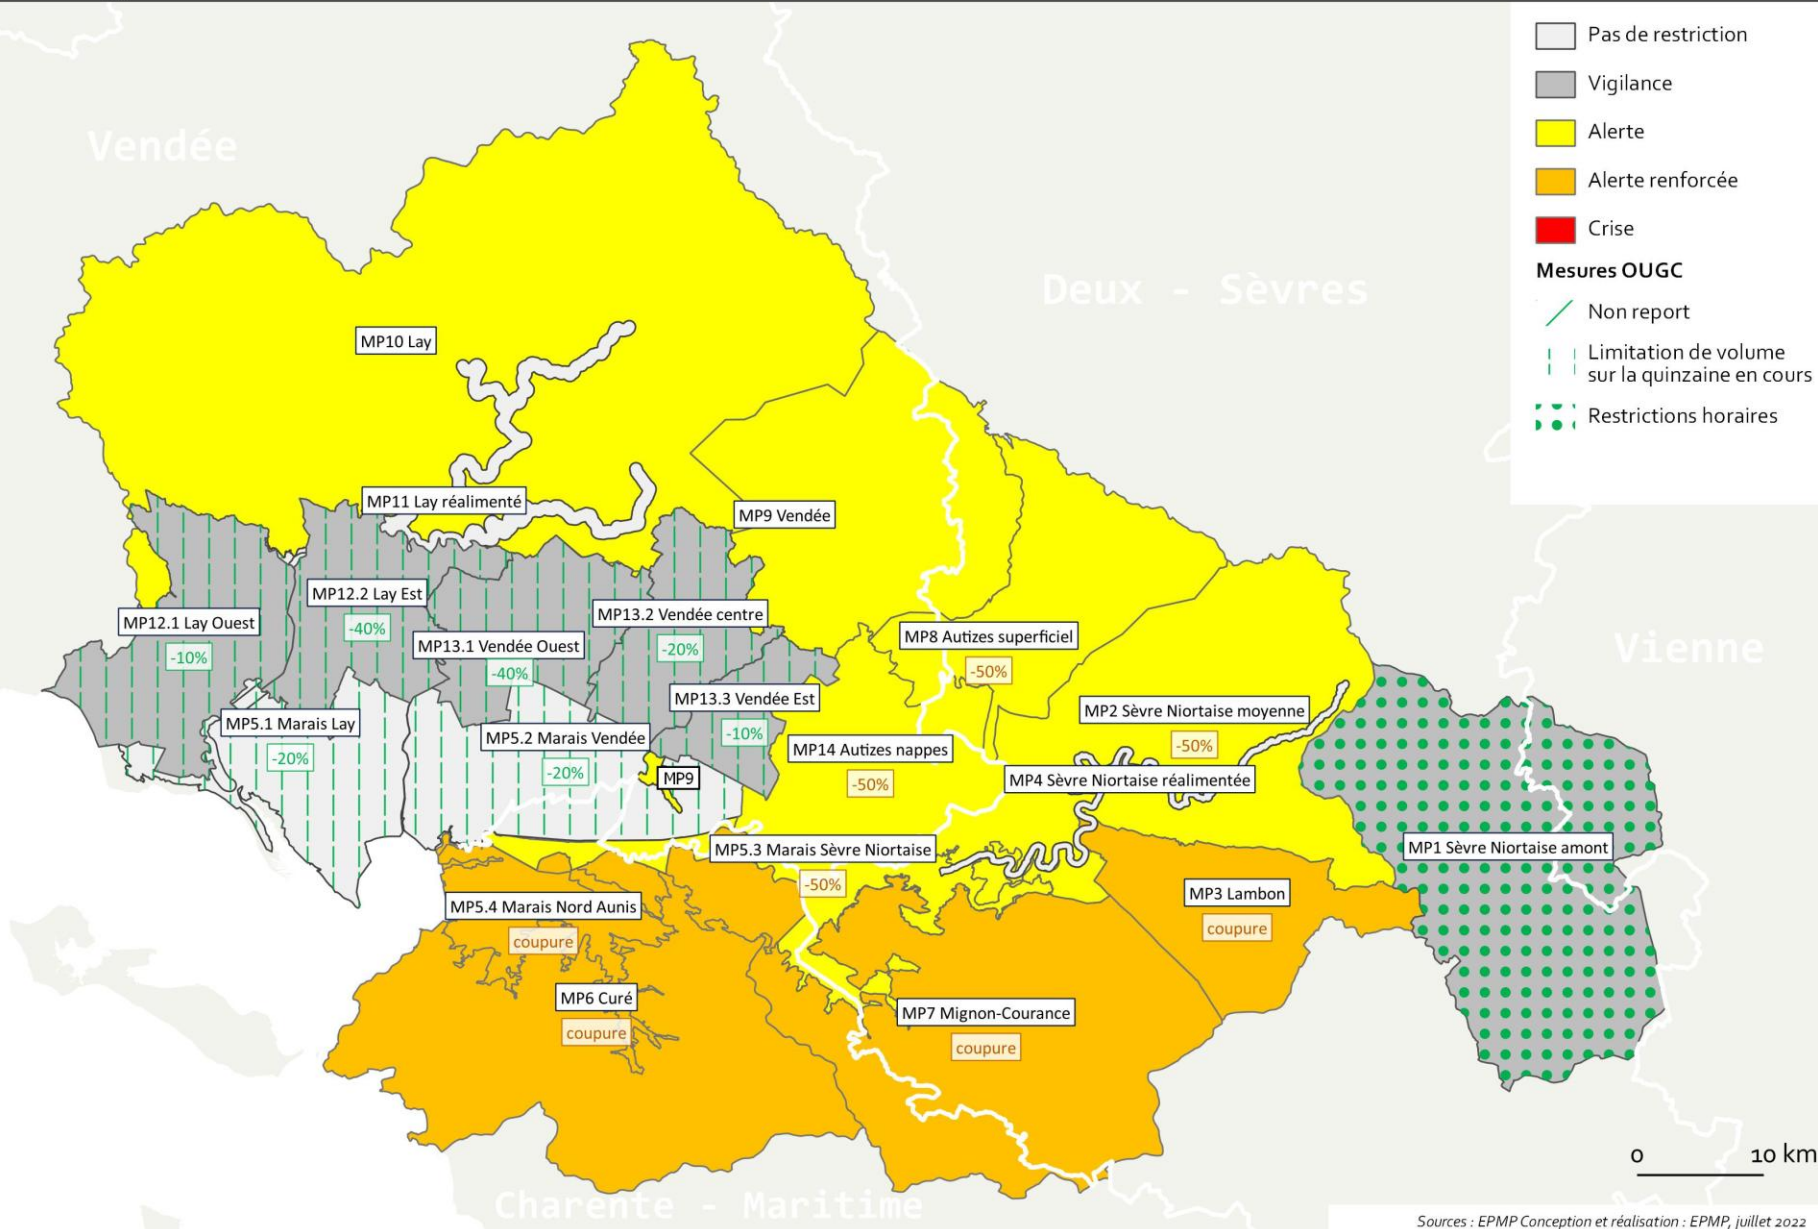 Pas de restriction
Vigilance
Alerte
Alerte renforcée
Crise
Mesures OUGC
Non report
Limitation de volume
sur la quinzaine en cours
Restrictions horaires
Vendée
Deux - Sèvres
Vienne
Charente - Maritime
MP10 Lay
MP11 Lay réalimenté
MP9 Vendée
MP12.2 Lay Est
-40%
MP12.1 Lay Ouest
-10%
MP13.2 Vendée centre
-20%
MP13.1 Vendée Ouest
-40%
MP8 Autizes superficiel
-50%
MP13.3 Vendée Est
-10%
MP2 Sèvre Niortaise moyenne
-50%
MP5.1 Marais Lay
-20%
MP5.2 Marais Vendée
-20%
MP14 Autizes nappes
-50%
MP9
MP4 Sèvre Niortaise réalimentée
MP5.3 Marais Sèvre Niortaise
-50%
MP1 Sèvre Niortaise amont
MP3 Lambon
coupure
MP5.4 Marais Nord Aunis
coupure
MP6 Curé
coupure
MP7 Mignon-Courance
coupure
0 10 km
Sources : EPMP Conception et réalisation : EPMP, juillet 2022